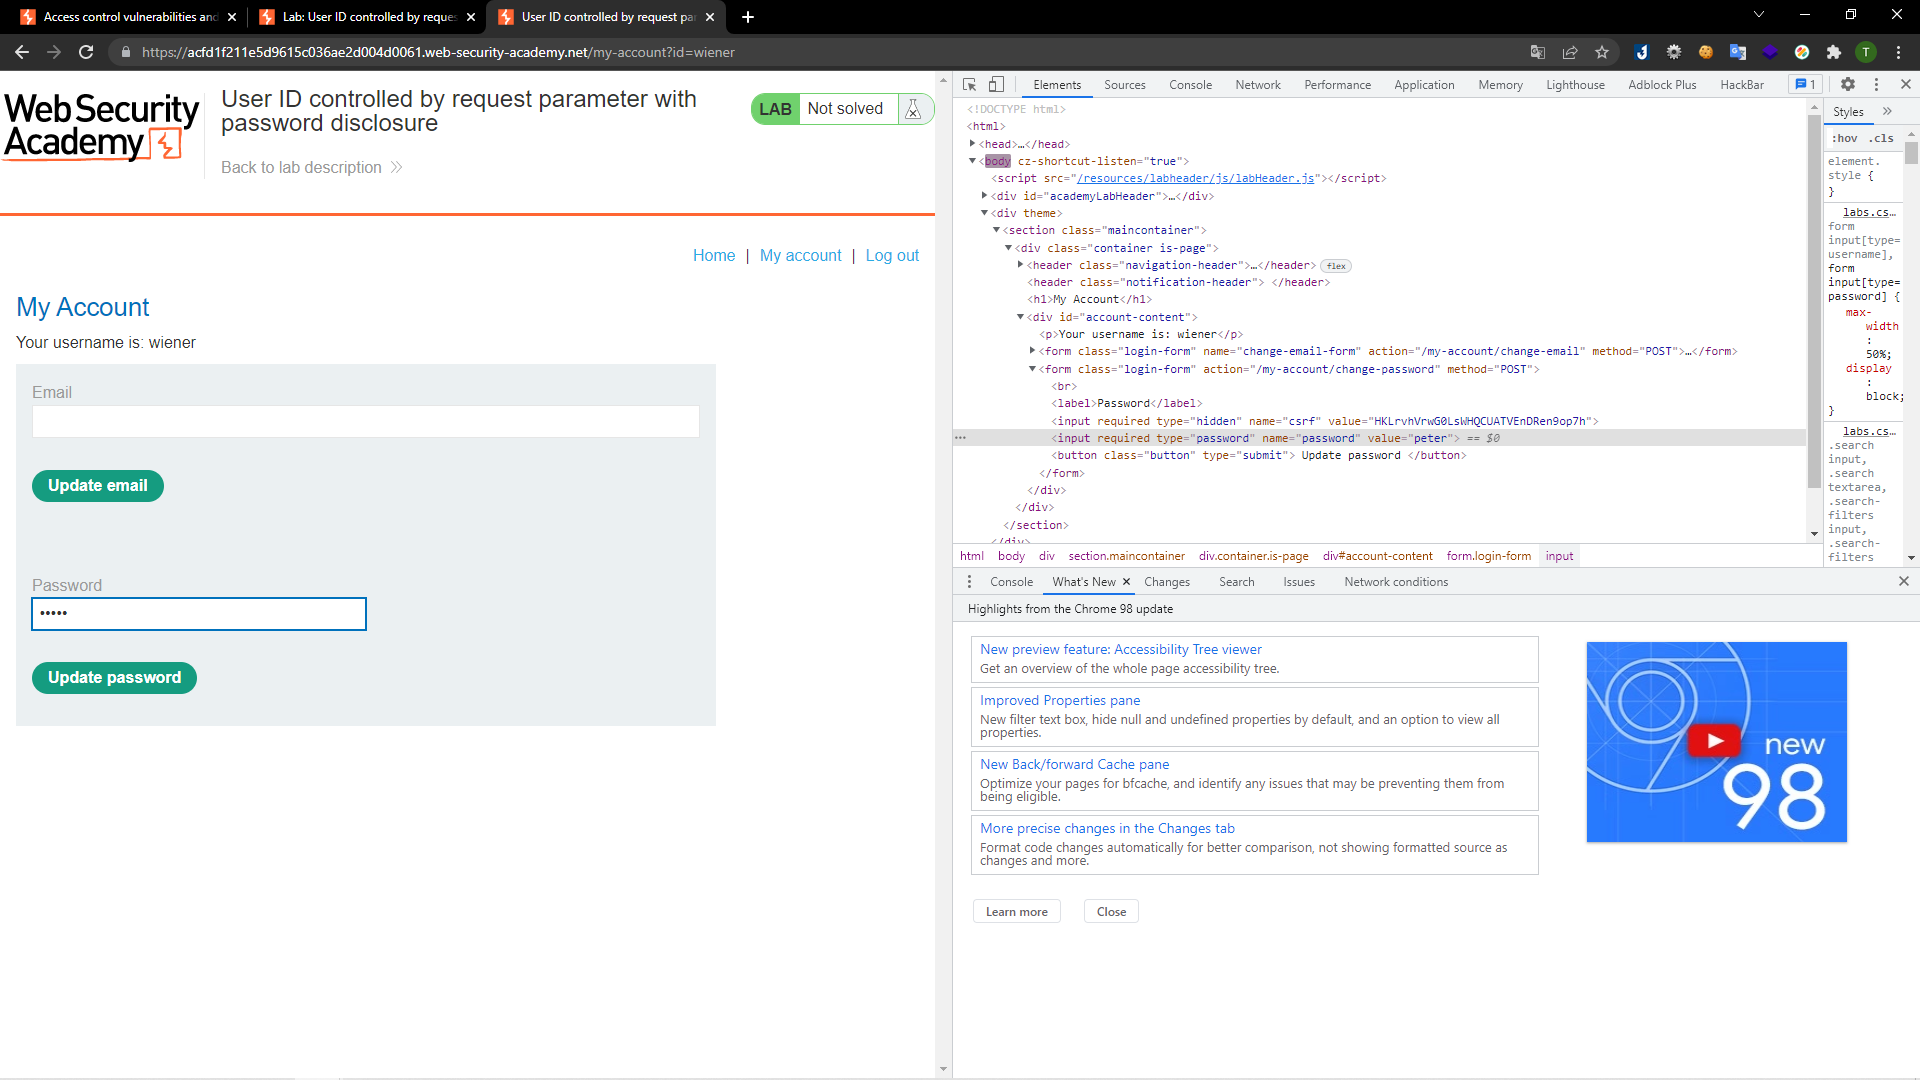 Access control vulnerabilities and
Lab: User ID controlled by reques
User ID controlled by request par
https://acfd1f211e5d9615c036ae2d004d0061.web-security-academy.net/my-account?id=wiener
T
Web Security
Academy
User ID controlled by request parameter with
password disclosure
Back to lab description
LAB Not solved
Home | My account | Log out
My Account
Your username is: wiener
Email
Update email
Password
•••••
Update password
Elements Sources Console Network Performance Application Memory Lighthouse Adblock Plus HackBar 1
<!DOCTYPE html>
<html>
<head>…</head>
<body cz-shortcut-listen="true">
<script src="/resources/labheader/js/labHeader.js"></script>
<div id="academyLabHeader">…</div>
<div theme>
<section class="maincontainer">
<div class="container is-page">
<header class="navigation-header">…</header> flex
<header class="notification-header"> </header>
<h1>My Account</h1>
<div id="account-content">
<p>Your username is: wiener</p>
<form class="login-form" name="change-email-form" action="/my-account/change-email" method="POST">…</form>
<form class="login-form" action="/my-account/change-password" method="POST">
<br>
<label>Password</label>
<input required type="hidden" name="csrf" value="HKLrvhVrwG0LsWHQCUATVEnDRen9op7h">
… <input required type="password" name="password" value="peter"> == $0
<button class="button" type="submit"> Update password </button>
</form>
</div>
</div>
</section>
</div>
html body div section.maincontainer div.container.is-page div#account-content form.login-form input
Styles
:hov .cls
element.
style {
}
labs.cs…
form
input[type=
username],
form
input[type=
password] {
max-
width
:
50%;
display
:
block;
}
labs.cs…
.search
input,
.search
textarea,
.search-
filters
input,
.search-
filters
Console What's New Changes Search Issues Network conditions
Highlights from the Chrome 98 update
New preview feature: Accessibility Tree viewer
Get an overview of the whole page accessibility tree.
Improved Properties pane
New filter text box, hide null and undefined properties by default, and an option to view all
properties.
New Back/forward Cache pane
Optimize your pages for bfcache, and identify any issues that may be preventing them from
being eligible.
More precise changes in the Changes tab
Format code changes automatically for better comparison, not showing formatted source as
changes and more.
Learn more Close
new
98